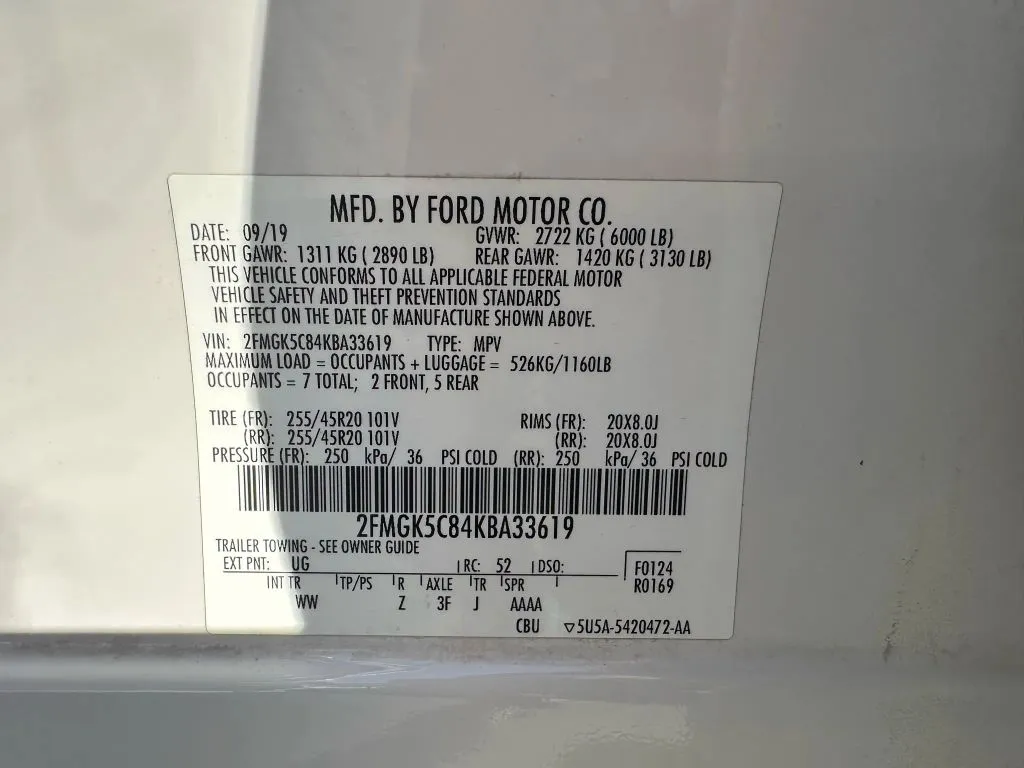 MFD. BY FORD MOTOR CO.
DATE: 09/19 GVWR: 2722 KG ( 6000 LB)
FRONT GAWR: 1311 KG ( 2890 LB) REAR GAWR: 1420 KG ( 3130 LB)
THIS VEHICLE CONFORMS TO ALL APPLICABLE FEDERAL MOTOR
VEHICLE SAFETY AND THEFT PREVENTION STANDARDS
IN EFFECT ON THE DATE OF MANUFACTURE SHOWN ABOVE.
VIN: 2FMGK5C84KBA33619 TYPE: MPV
MAXIMUM LOAD = OCCUPANTS + LUGGAGE = 526KG/1160LB
OCCUPANTS = 7 TOTAL; 2 FRONT, 5 REAR
TIRE (FR): 255/45R20 101V RIMS (FR): 20X8.0J
(RR): 255/45R20 101V (RR): 20X8.0J
PRESSURE (FR): 250 kPa/ 36 PSI COLD (RR): 250 kPa/ 36 PSI COLD
2FMGK5C84KBA33619
TRAILER TOWING - SEE OWNER GUIDE
EXT PNT: UG RC: 52 DSO: F0124
INT TR TP/PS R AXLE TR SPR R0169
WW Z 3F J AAAA
CBU ▽5U5A-5420472-AA